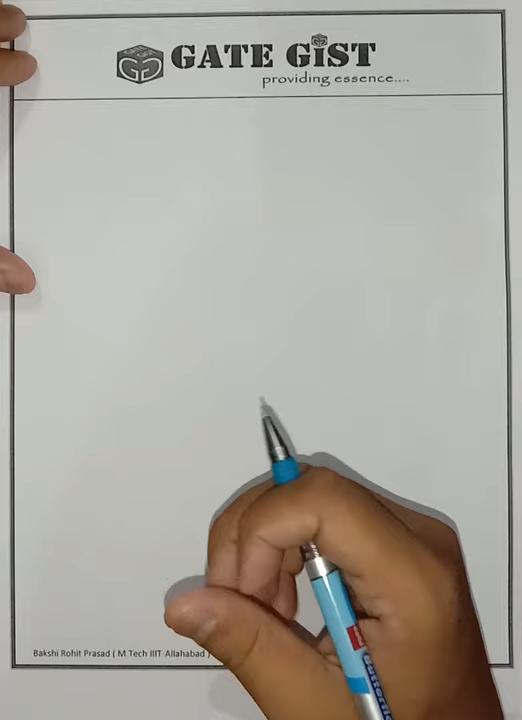 GATE GiST
providing essence....
Bakshi Rohit Prasad ( M Tech IIIT-Allahabad )